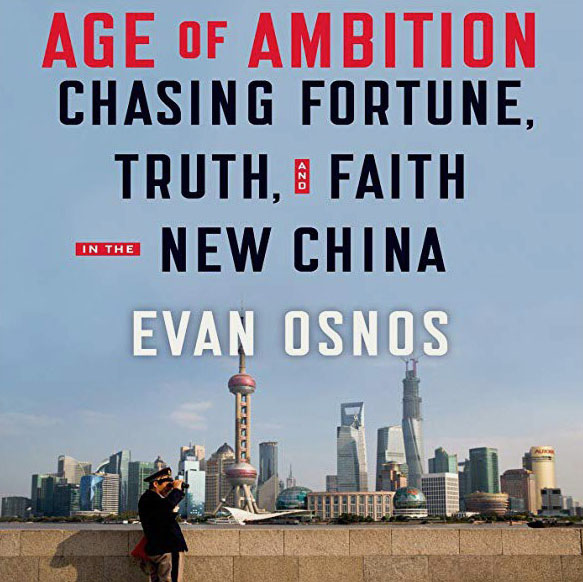 AGE OF AMBITION
CHASING FORTUNE,
TRUTH, AND FAITH
IN THE NEW CHINA
EVAN OSNOS